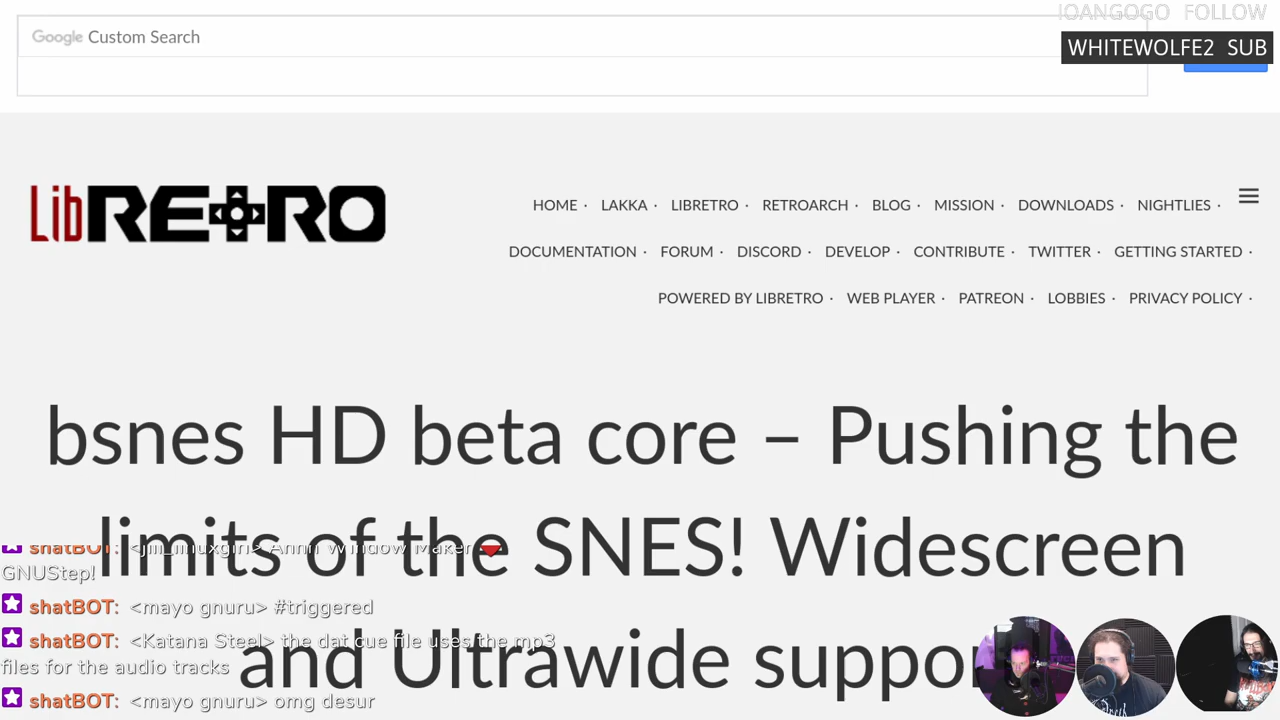 IOANGOGO FOLLOW
Google Custom Search
WHITEWOLFE2 SUB
LibRETRO
HOME · LAKKA · LIBRETRO · RETROARCH · BLOG · MISSION · DOWNLOADS · NIGHTLIES ·
DOCUMENTATION · FORUM · DISCORD · DEVELOP · CONTRIBUTE · TWITTER · GETTING STARTED ·
POWERED BY LIBRETRO · WEB PLAYER · PATREON · LOBBIES · PRIVACY POLICY ·
bsnes HD beta core – Pushing the
limits of the SNES! Widescreen
and Ultrawide suppor
shatBOT: Window Maker
GNUStep!
shatBOT: <mayo gnuru> #triggered
shatBOT: <Katana Steel> the dat cue file uses the mp3
files for the audio tracks
shatBOT: <mayo gnuru> omg desur